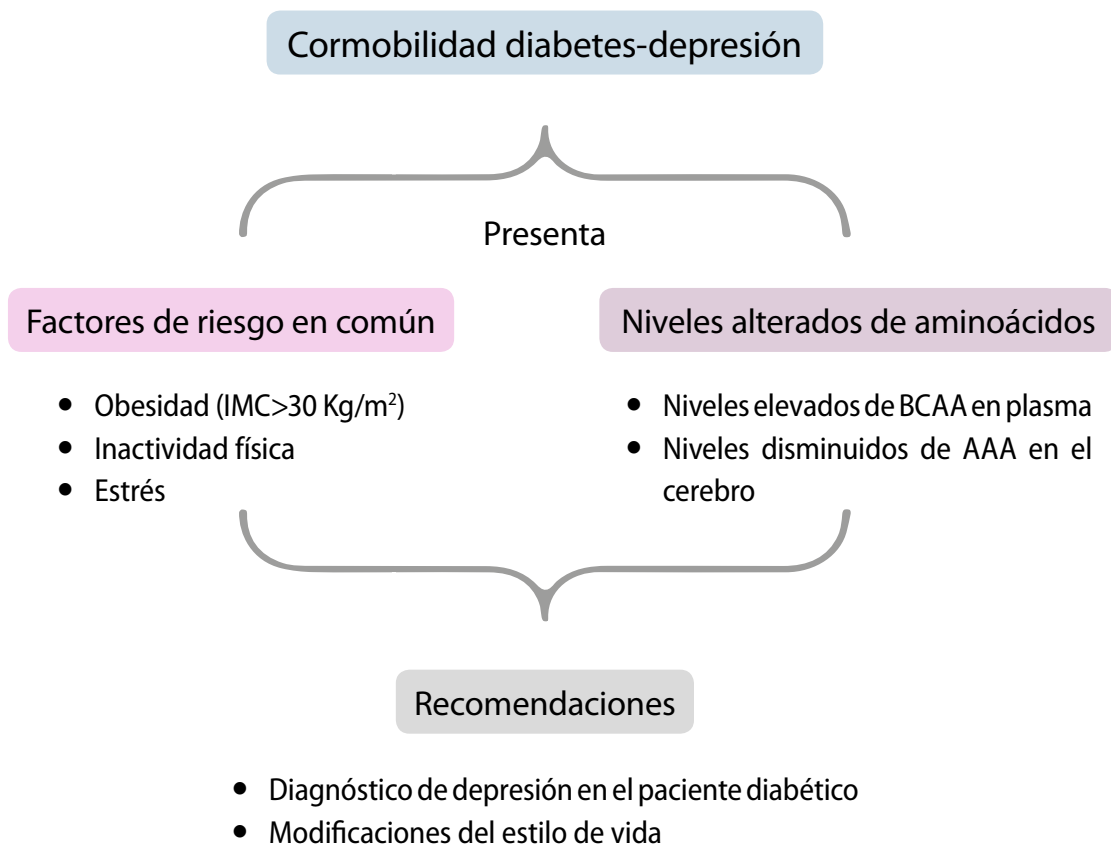 Cormobilidad diabetes-depresión
Presenta
Factores de riesgo en común
• Obesidad (IMC>30 Kg/m²)
• Inactividad física
• Estrés
Niveles alterados de aminoácidos
• Niveles elevados de BCAA en plasma
• Niveles disminuidos de AAA en el
cerebro
Recomendaciones
• Diagnóstico de depresión en el paciente diabético
• Modificaciones del estilo de vida